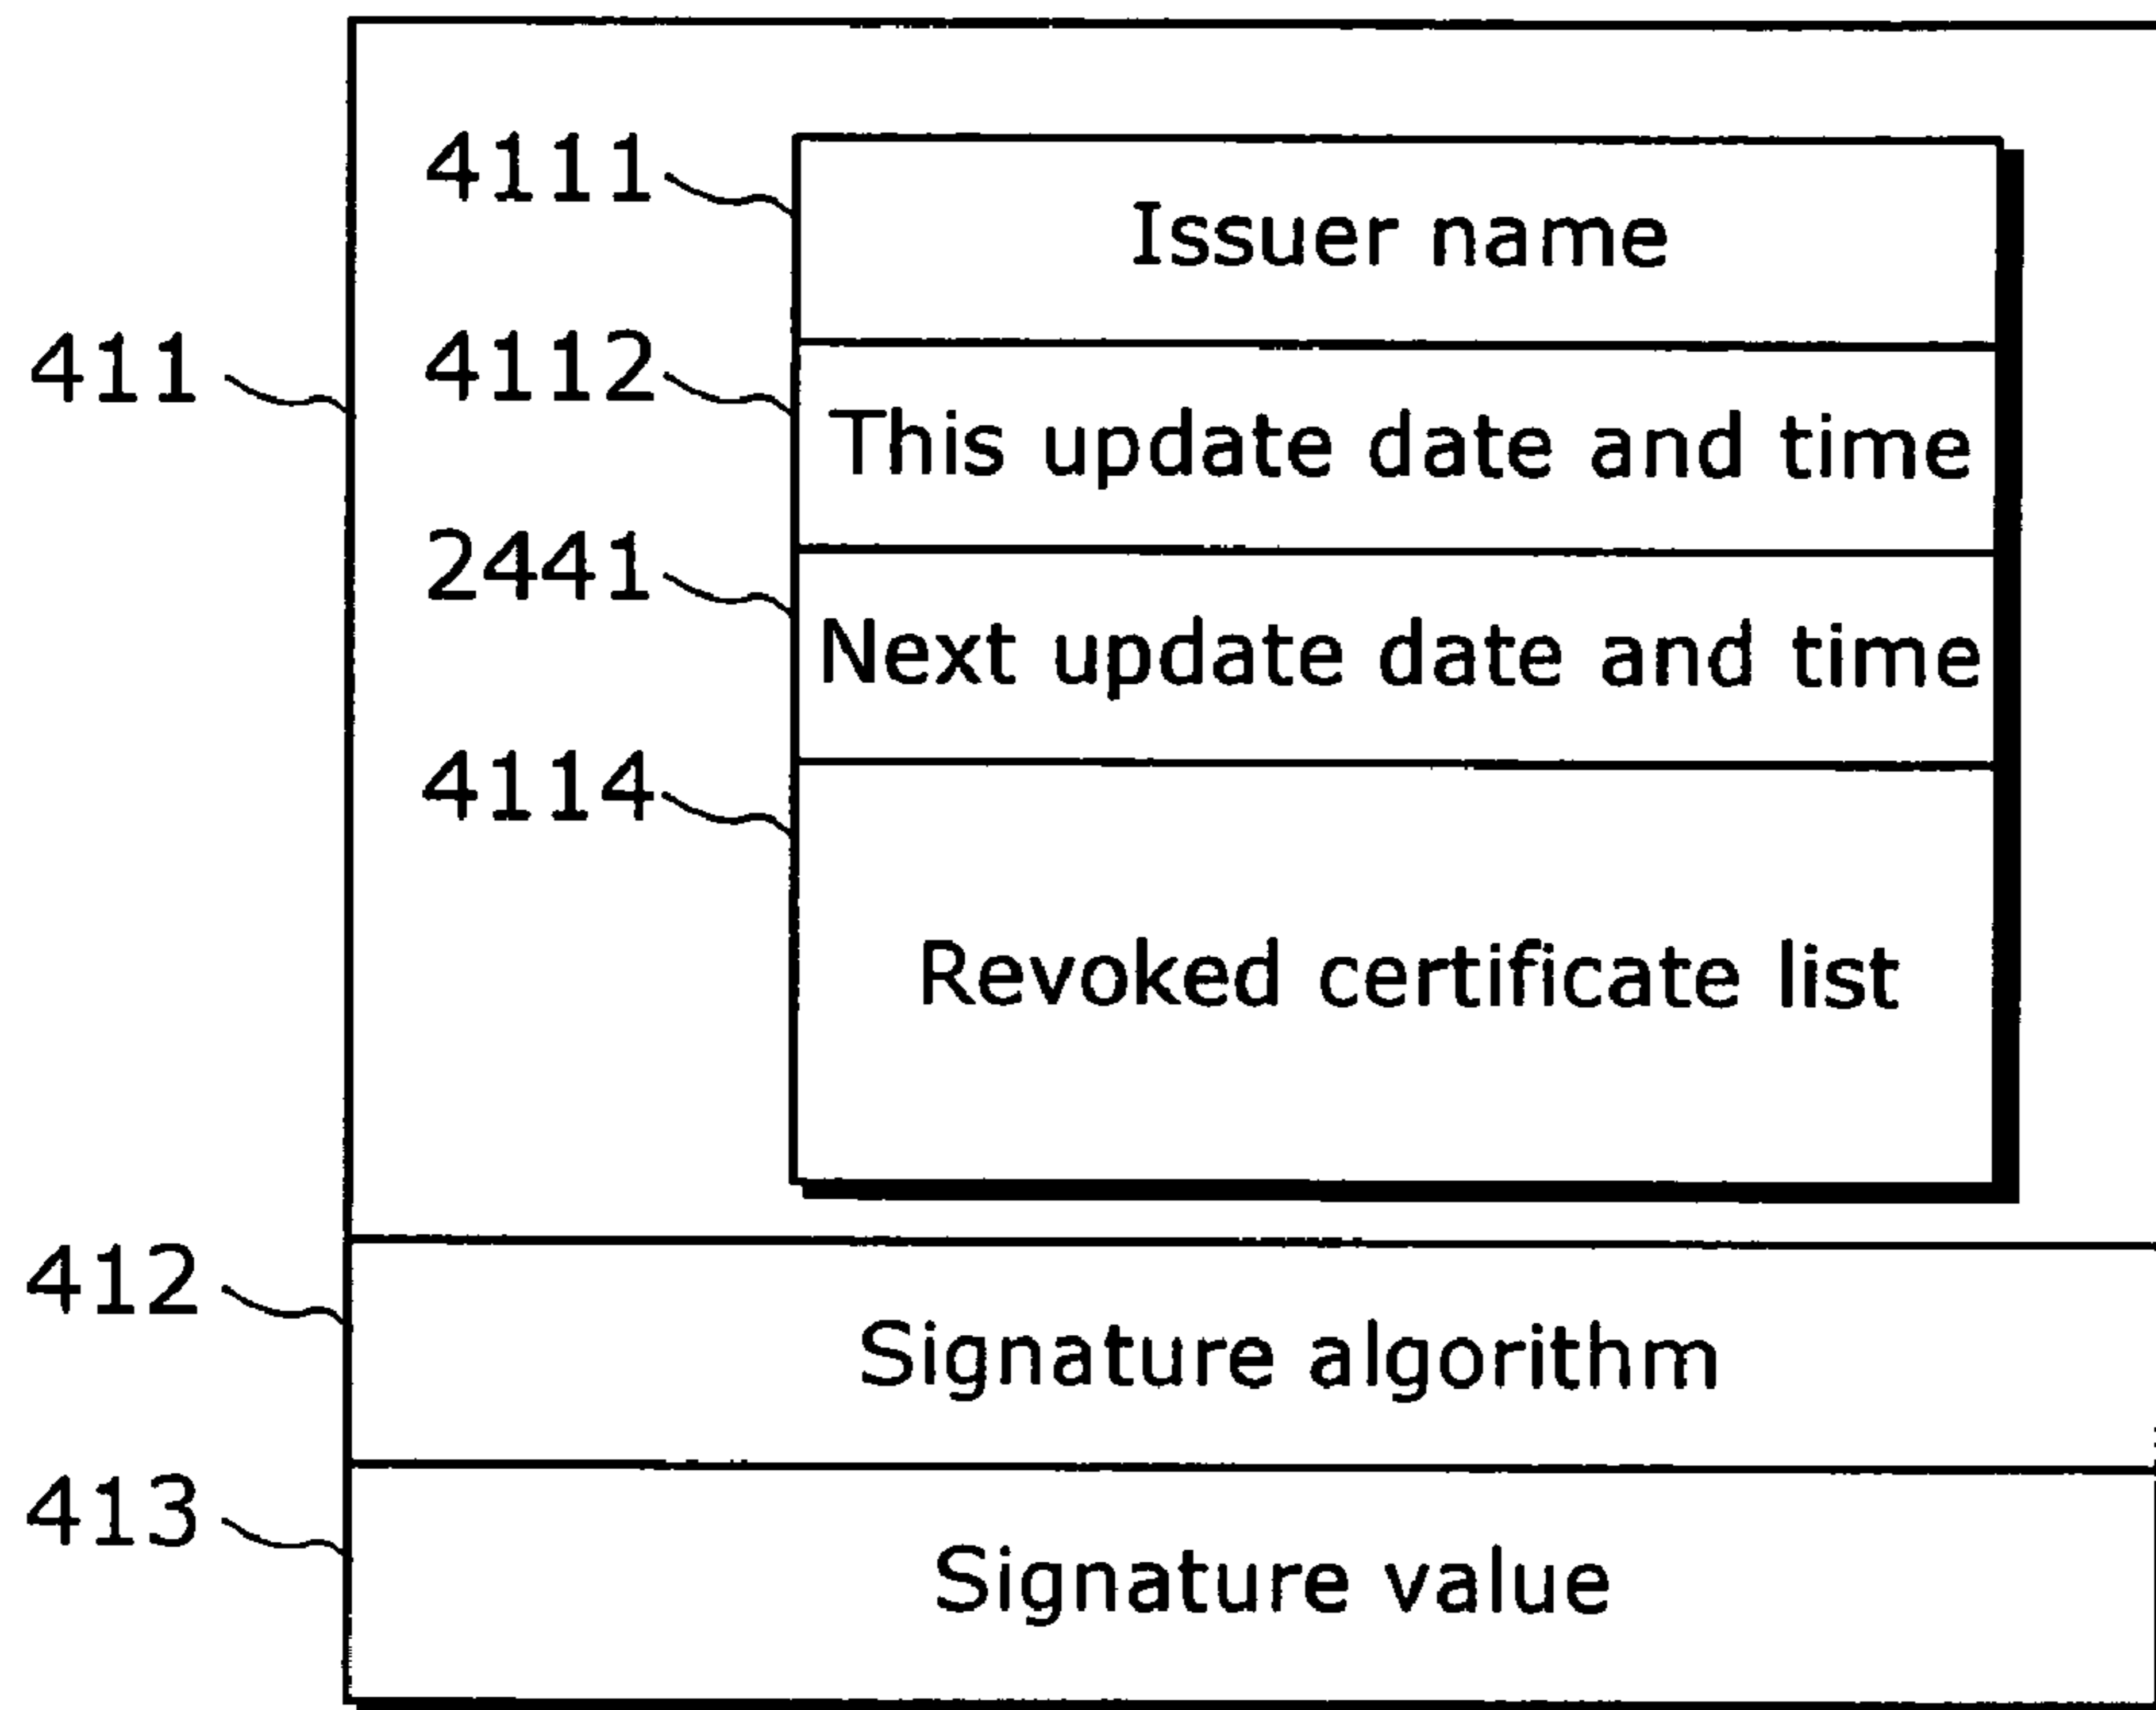 4111
Issuer name
411
4112
This update date and time
2441
Next update date and time
4114
Revoked certificate list
412
Signature algorithm
413
Signature value